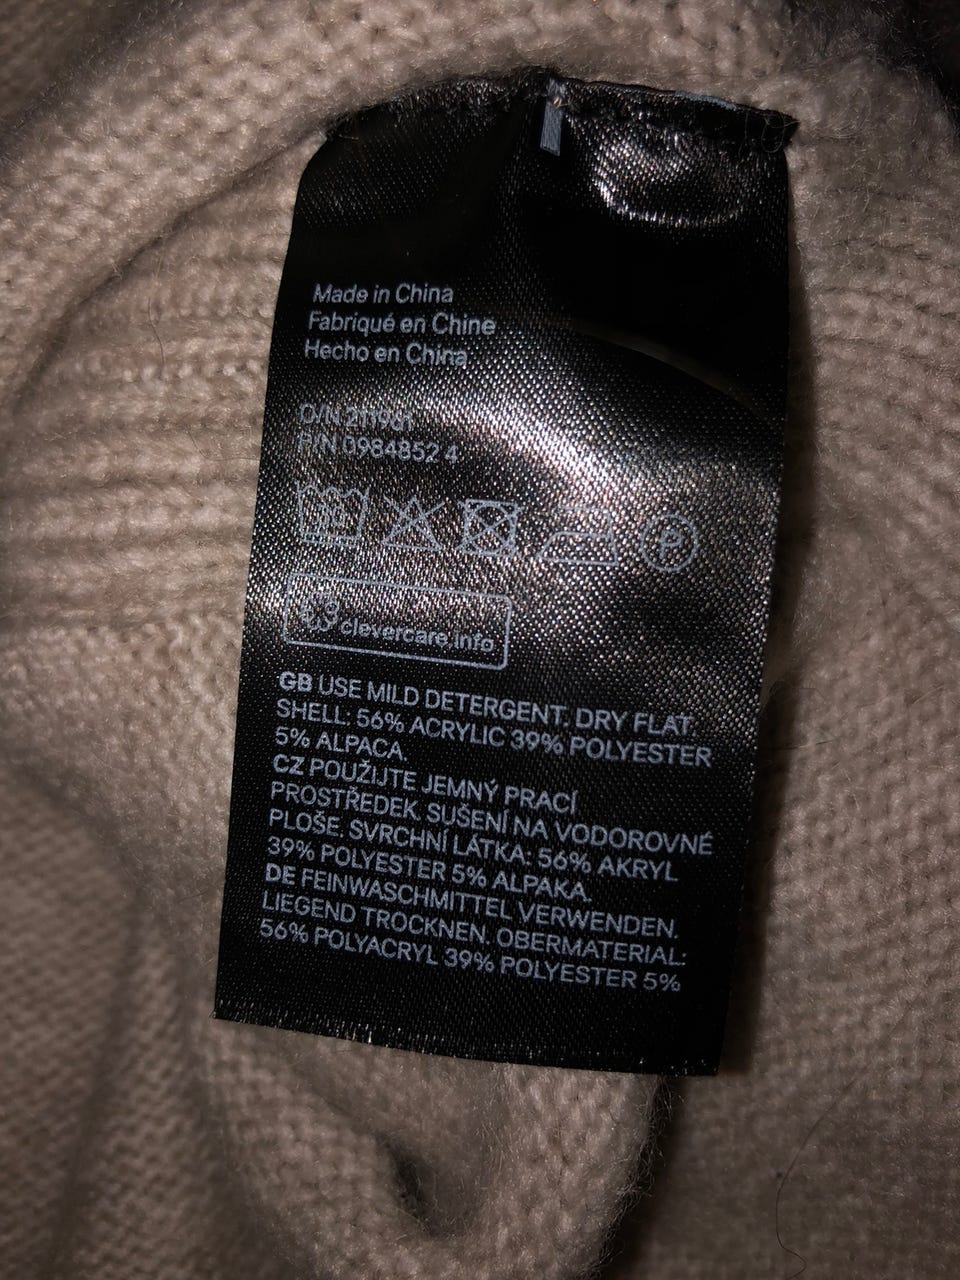 Made in China
Fabriqué en Chine
Hecho en China
O/N 211961
P/N 0984852 4
P
clevercare.info
GB USE MILD DETERGENT. DRY FLAT.
SHELL: 56% ACRYLIC 39% POLYESTER
5% ALPACA.
CZ POUŽIJTE JEMNÝ PRACÍ
PROSTŘEDEK. SUŠENÍ NA VODOROVNÉ
PLOŠE. SVRCHNÍ LÁTKA: 56% AKRYL
39% POLYESTER 5% ALPAKA.
DE FEINWASCHMITTEL VERWENDEN.
LIEGEND TROCKNEN. OBERMATERIAL:
56% POLYACRYL 39% POLYESTER 5%